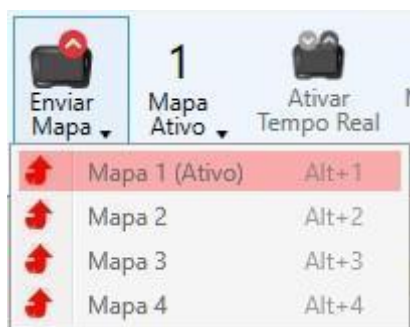 Enviar Mapa
1
Mapa Ativo
Ativar Tempo Real
Mapa 1 (Ativo) Alt+1
Mapa 2 Alt+2
Mapa 3 Alt+3
Mapa 4 Alt+4